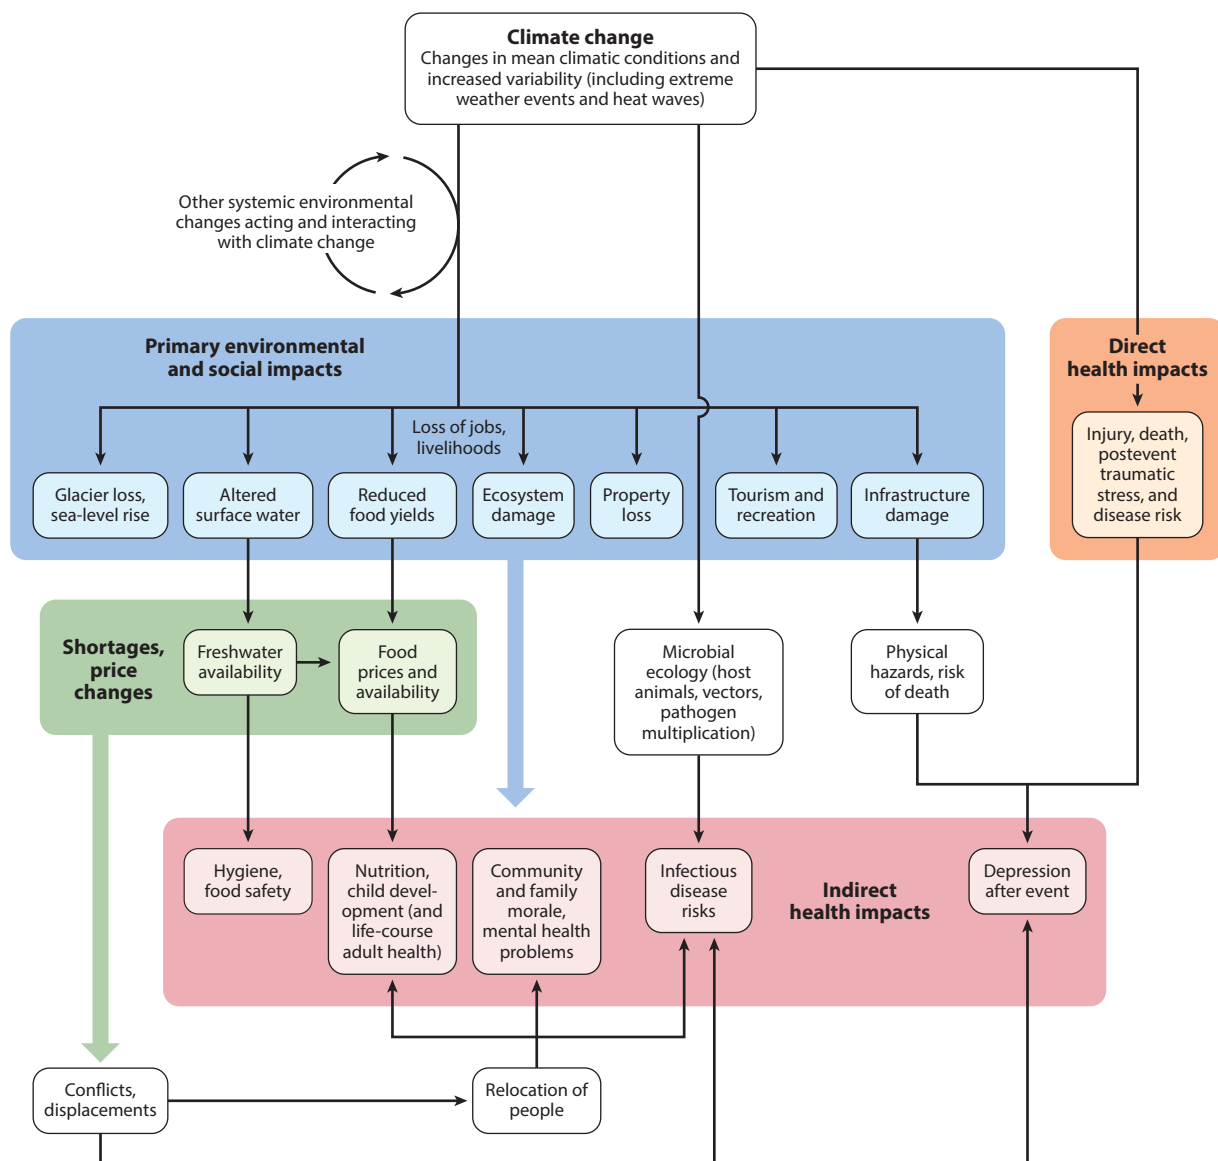 Climate change
Changes in mean climatic conditions and
increased variability (including extreme
weather events and heat waves)
Other systemic environmental
changes acting and interacting
with climate change
Primary environmental
and social impacts
Direct
health impacts
Loss of jobs,
livelihoods
Glacier loss,
sea-level rise
Altered
surface water
Reduced
food yields
Ecosystem
damage
Property
loss
Tourism and
recreation
Infrastructure
damage
Injury, death,
postevent
traumatic
stress, and
disease risk
Shortages,
price
changes
Freshwater
availability
Food
prices and
availability
Microbial
ecology (host
animals, vectors,
pathogen
multiplication)
Physical
hazards, risk
of death
Hygiene,
food safety
Nutrition,
child devel-
opment (and
life-course
adult health)
Community
and family
morale,
mental health
problems
Infectious
disease
risks
Indirect
health impacts
Depression
after event
Conflicts,
displacements
Relocation of
people